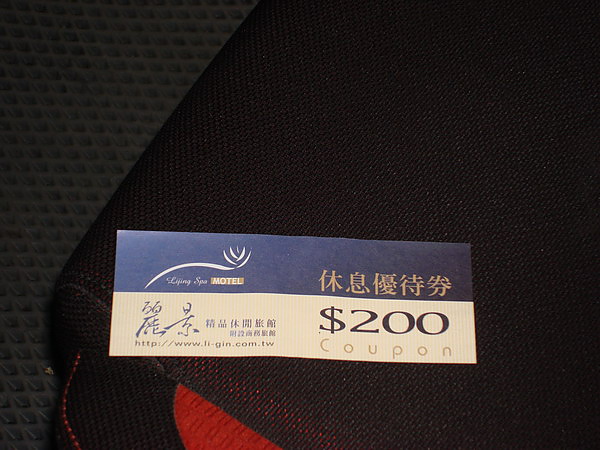 Lijing Spa MOTEL
休息優待券
麗景 精品休閒旅館
附設商務旅館
http://www.li-gin.com.tw
$200
Coupon